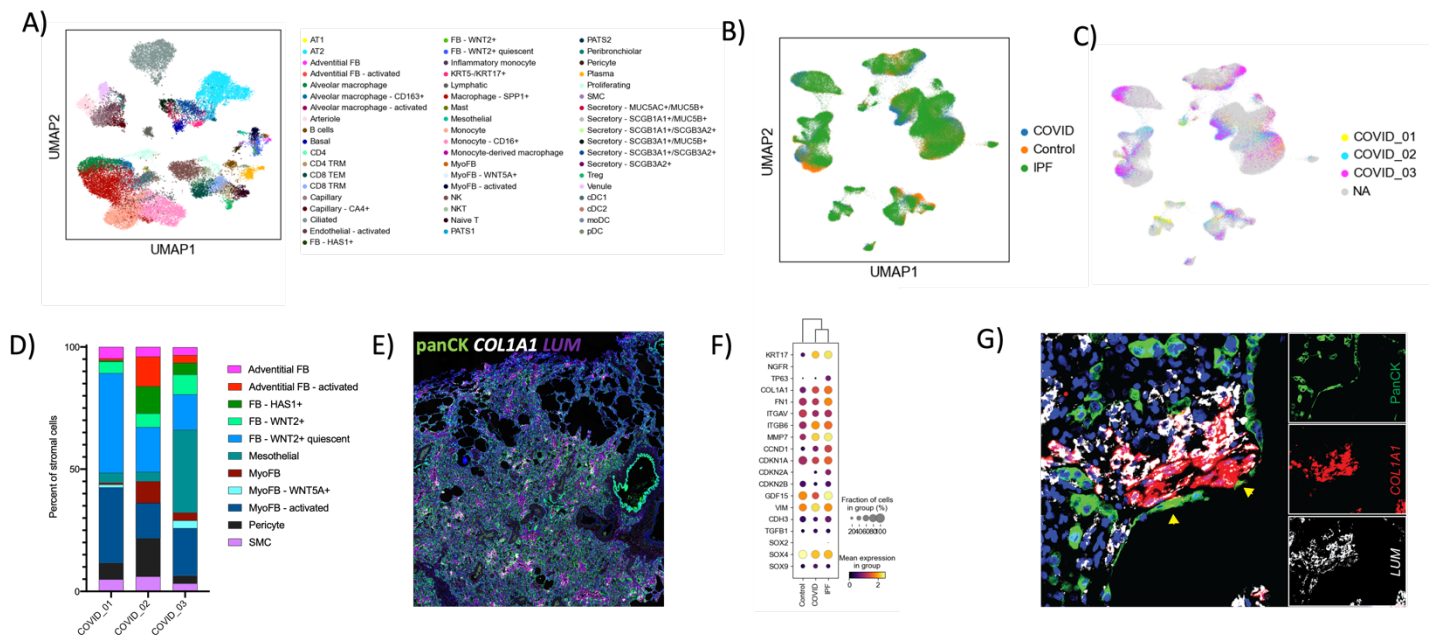 A)
UMAP2
UMAP1
AT1
AT2
Adventitial FB
Adventitial FB - activated
Alveolar macrophage
Alveolar macrophage - CD163+
Alveolar macrophage - activated
Arteriole
B cells
Basal
CD4
CD4 TRM
CD8 TEM
CD8 TRM
Capillary
Capillary - CA4+
Ciliated
Endothelial - activated
FB - HAS1+
FB - WNT2+
FB - WNT2+ quiescent
Inflammatory monocyte
KRT5-/KRT17+
Lymphatic
Macrophage - SPP1+
Mast
Mesothelial
Monocyte
Monocyte - CD16+
Monocyte-derived macrophage
MyoFB
MyoFB - WNT5A+
MyoFB - activated
NK
NKT
Naive T
PATS1
PATS2
Peribronchiolar
Pericyte
Plasma
Proliferating
SMC
Secretory - MUC5AC+/MUC5B+
Secretory - SCGB1A1+/MUC5B+
Secretory - SCGB1A1+/SCGB3A2+
Secretory - SCGB3A1+/MUC5B+
Secretory - SCGB3A1+/SCGB3A2+
Secretory - SCGB3A2+
Treg
Venule
cDC1
cDC2
moDC
pDC
B)
UMAP2
UMAP1
COVID
Control
IPF
C)
COVID_01
COVID_02
COVID_03
NA
D)
Percent of stromal cells
100
50
0
COVID_01
COVID_02
COVID_03
Adventitial FB
Adventitial FB - activated
FB - HAS1+
FB - WNT2+
FB - WNT2+ quiescent
Mesothelial
MyoFB
MyoFB - WNT5A+
MyoFB - activated
Pericyte
SMC
E)
panCK COL1A1 LUM
F)
KRT17
NGFR
TP63
COL1A1
FN1
ITGAV
ITGB6
MMP7
CCND1
CDKN1A
CDKN2A
CDKN2B
GDF15
VIM
CDH3
TGFB1
SOX2
SOX4
SOX9
Control
COVID
IPF
Fraction of cells
in group (%)
20406080100
Mean expression
in group
0 2
G)
PanCK
COL1A1
LUM